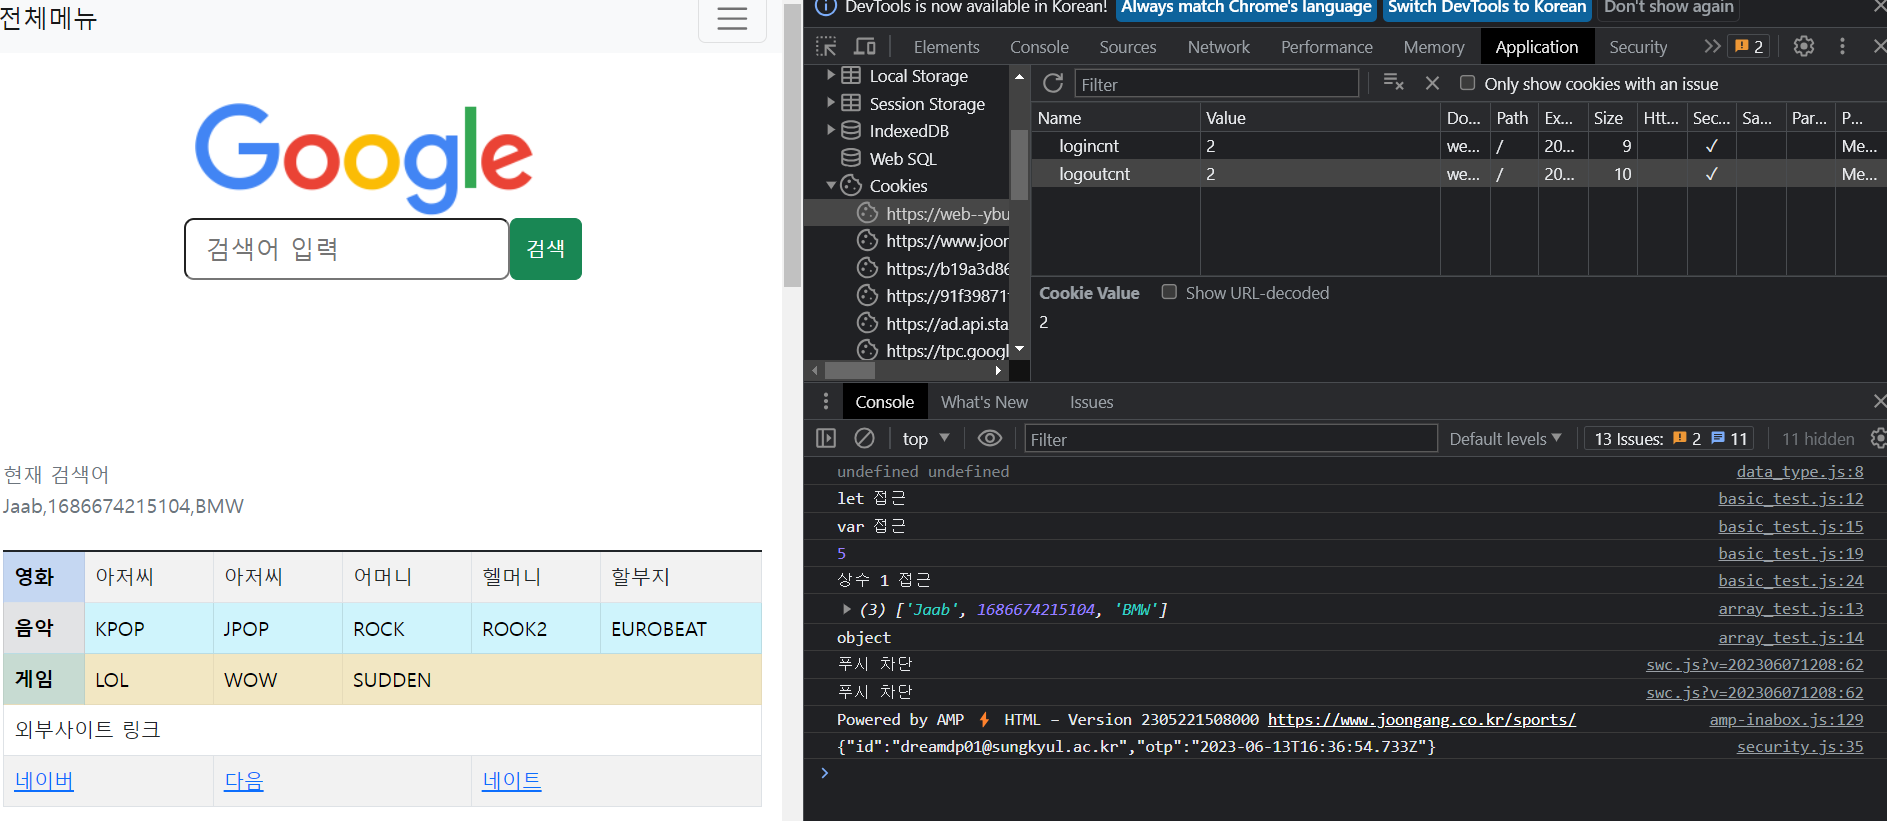 전체메뉴
Google
검색어 입력
검색
현재 검색어
Jaab,1686674215104,BMW
영화 아저씨 아저씨 어머니 헬머니 할부지
음악 KPOP JPOP ROCK ROOK2 EUROBEAT
게임 LOL WOW SUDDEN
외부사이트 링크
네이버 다음 네이트
DevTools is now available in Korean! Always match Chrome's language Switch DevTools to Korean Don't show again
Elements Console Sources Network Performance Memory Application Security 2
Local Storage
Session Storage
IndexedDB
Web SQL
Cookies
https://web--ybu
https://www.joon
https://b19a3d86
https://91f39871
https://ad.api.sta
https://tpc.googl
Filter Only show cookies with an issue
Name Value Do... Path Ex... Size Htt... Sec... Sa... Par... P...
logincnt 2 we... / 20... 9 ✓ Me...
logoutcnt 2 we... / 20... 10 ✓ Me...
Cookie Value Show URL-decoded
2
Console What's New Issues
top Filter Default levels 13 Issues: 2 11 11 hidden
undefined undefined data_type.js:8
let 접근 basic_test.js:12
var 접근 basic_test.js:15
5 basic_test.js:19
상수 1 접근 basic_test.js:24
(3) ['Jaab', 1686674215104, 'BMW'] array_test.js:13
object array_test.js:14
푸시 차단 swc.js?v=202306071208:62
푸시 차단 swc.js?v=202306071208:62
Powered by AMP ⚡ HTML – Version 2305221508000 https://www.joongang.co.kr/sports/ amp-inabox.js:129
{"id":"dreamdp01@sungkyul.ac.kr","otp":"2023-06-13T16:36:54.733Z"} security.js:35